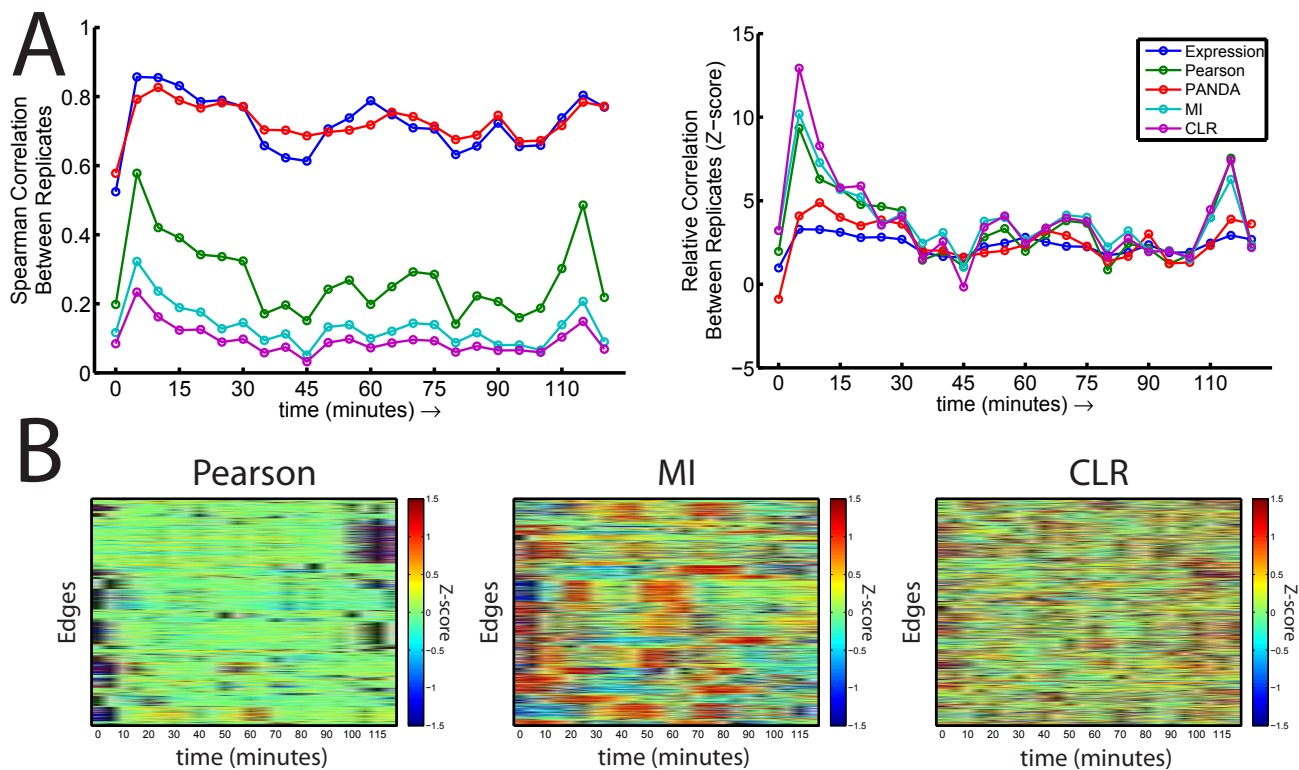 A
Spearman Correlation
Between Replicates
1
0.8
0.6
0.4
0.2
0
0 15 30 45 60 75 90 110
time (minutes) →
Relative Correlation
Between Replicates (Z-score)
15
10
5
0
−5
0 15 30 45 60 75 90 110
time (minutes) →
Expression
Pearson
PANDA
MI
CLR
B
Pearson
Edges
0 10 20 30 40 50 60 70 80 90 100 115
time (minutes)
1.5
1
0.5
0
−0.5
−1
−1.5
Z-score
MI
Edges
0 10 20 30 40 50 60 70 80 90 100 115
time (minutes)
1.5
1
0.5
0
−0.5
−1
−1.5
Z-score
CLR
Edges
0 10 20 30 40 50 60 70 80 90 100 115
time (minutes)
1.5
1
0.5
0
−0.5
−1
−1.5
Z-score